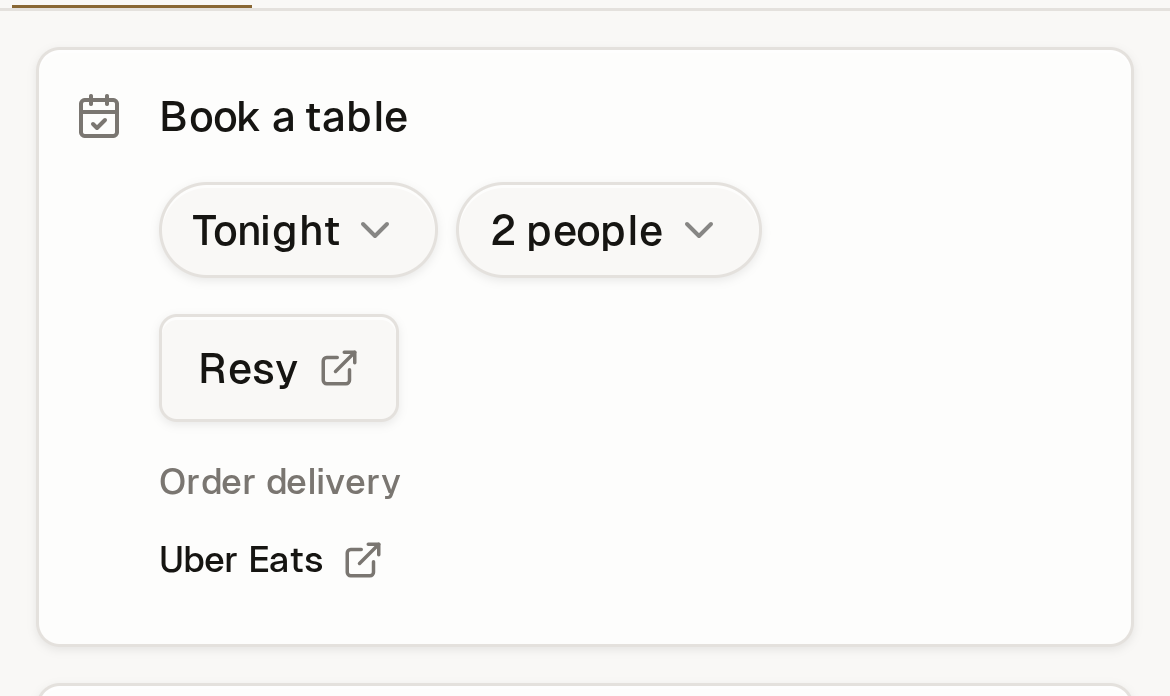 Book a table
Tonight 2 people
Resy
Order delivery
Uber Eats